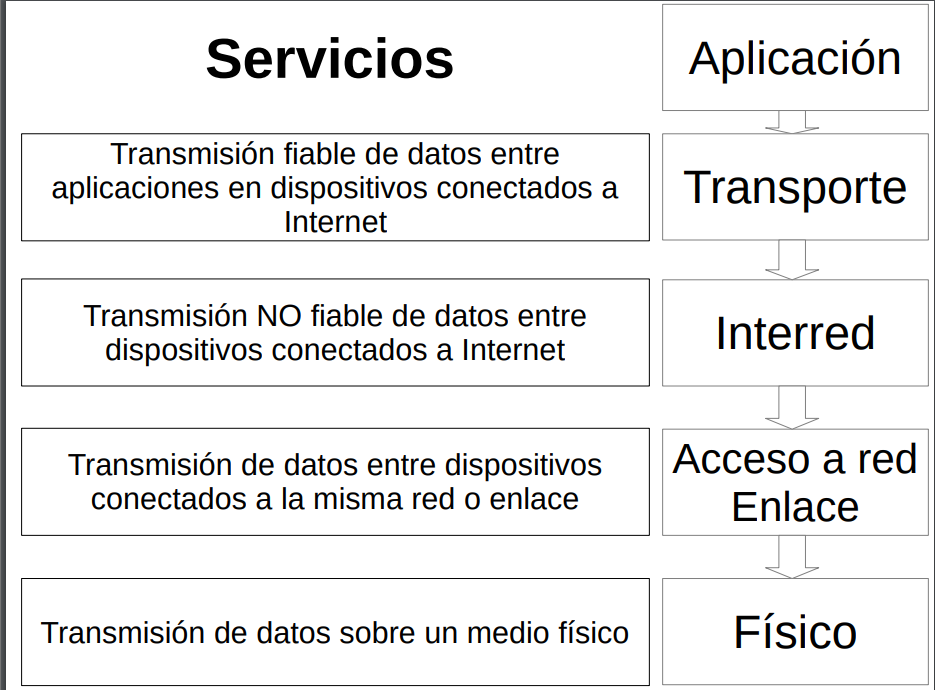 Servicios
Aplicación
Transmisión fiable de datos entre
aplicaciones en dispositivos conectados a
Internet
Transporte
Transmisión NO fiable de datos entre
dispositivos conectados a Internet
Interred
Transmisión de datos entre dispositivos
conectados a la misma red o enlace
Acceso a red
Enlace
Transmisión de datos sobre un medio físico
Físico